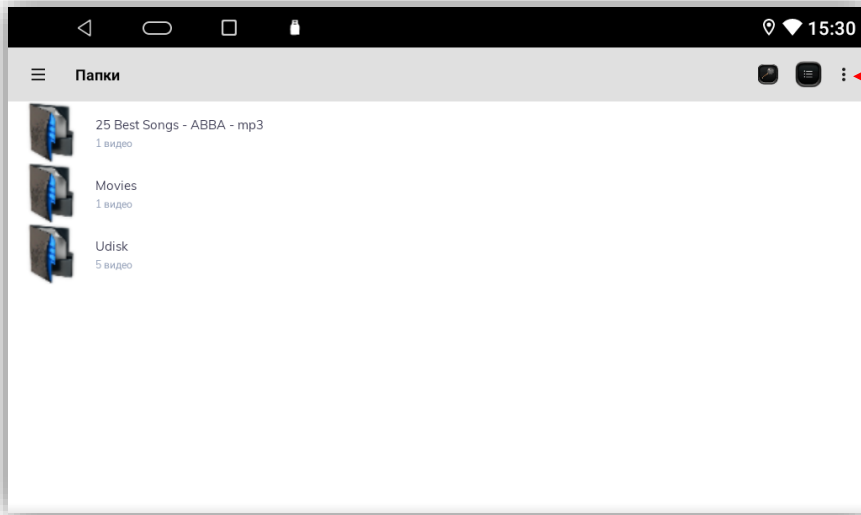 15:30
Папки
25 Best Songs - ABBA - mp3
1 видео
Movies
1 видео
Udisk
5 видео